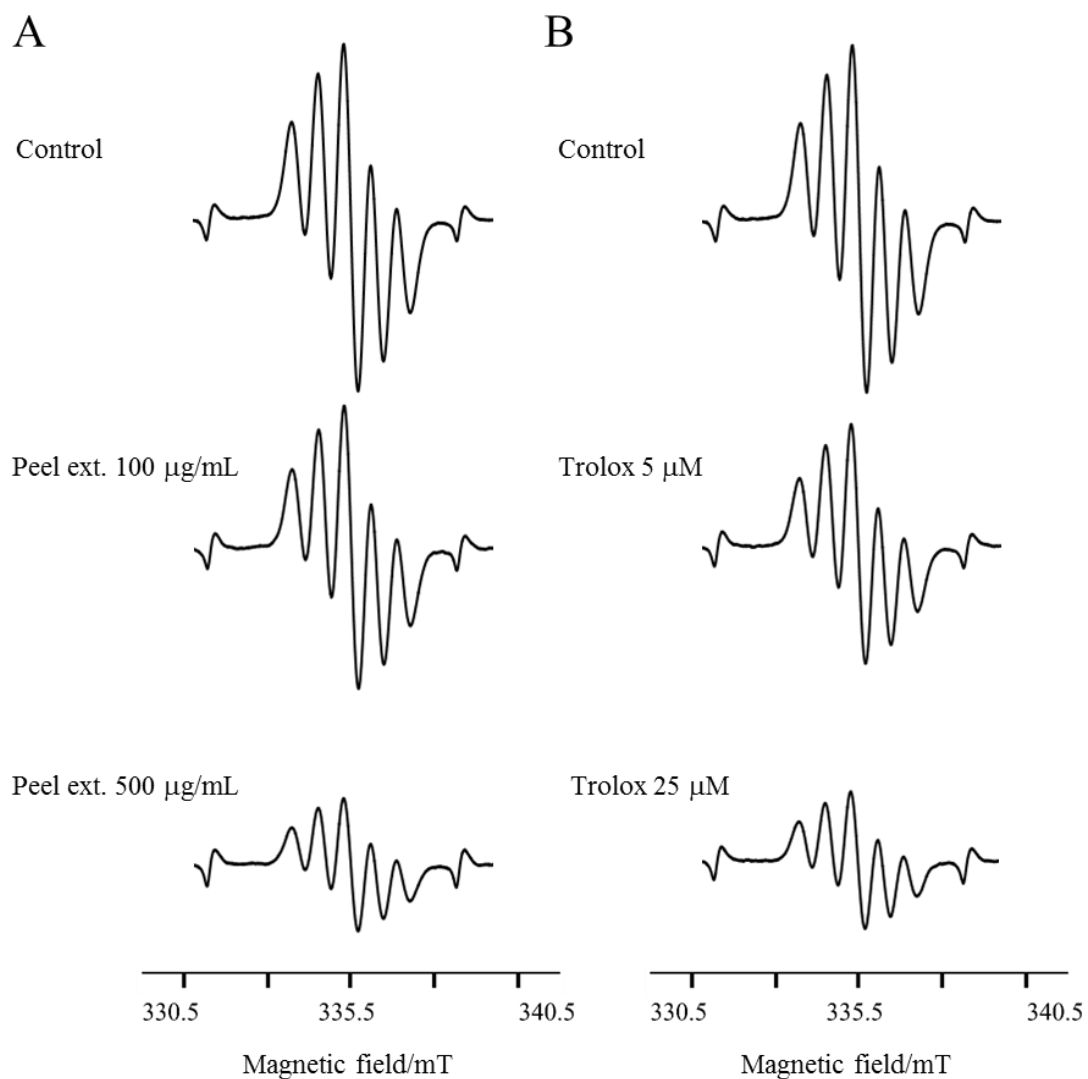 A
Control
Peel ext. 100 μg/mL
Peel ext. 500 μg/mL
330.5 335.5 340.5
Magnetic field/mT
B
Control
Trolox 5 μM
Trolox 25 μM
330.5 335.5 340.5
Magnetic field/mT